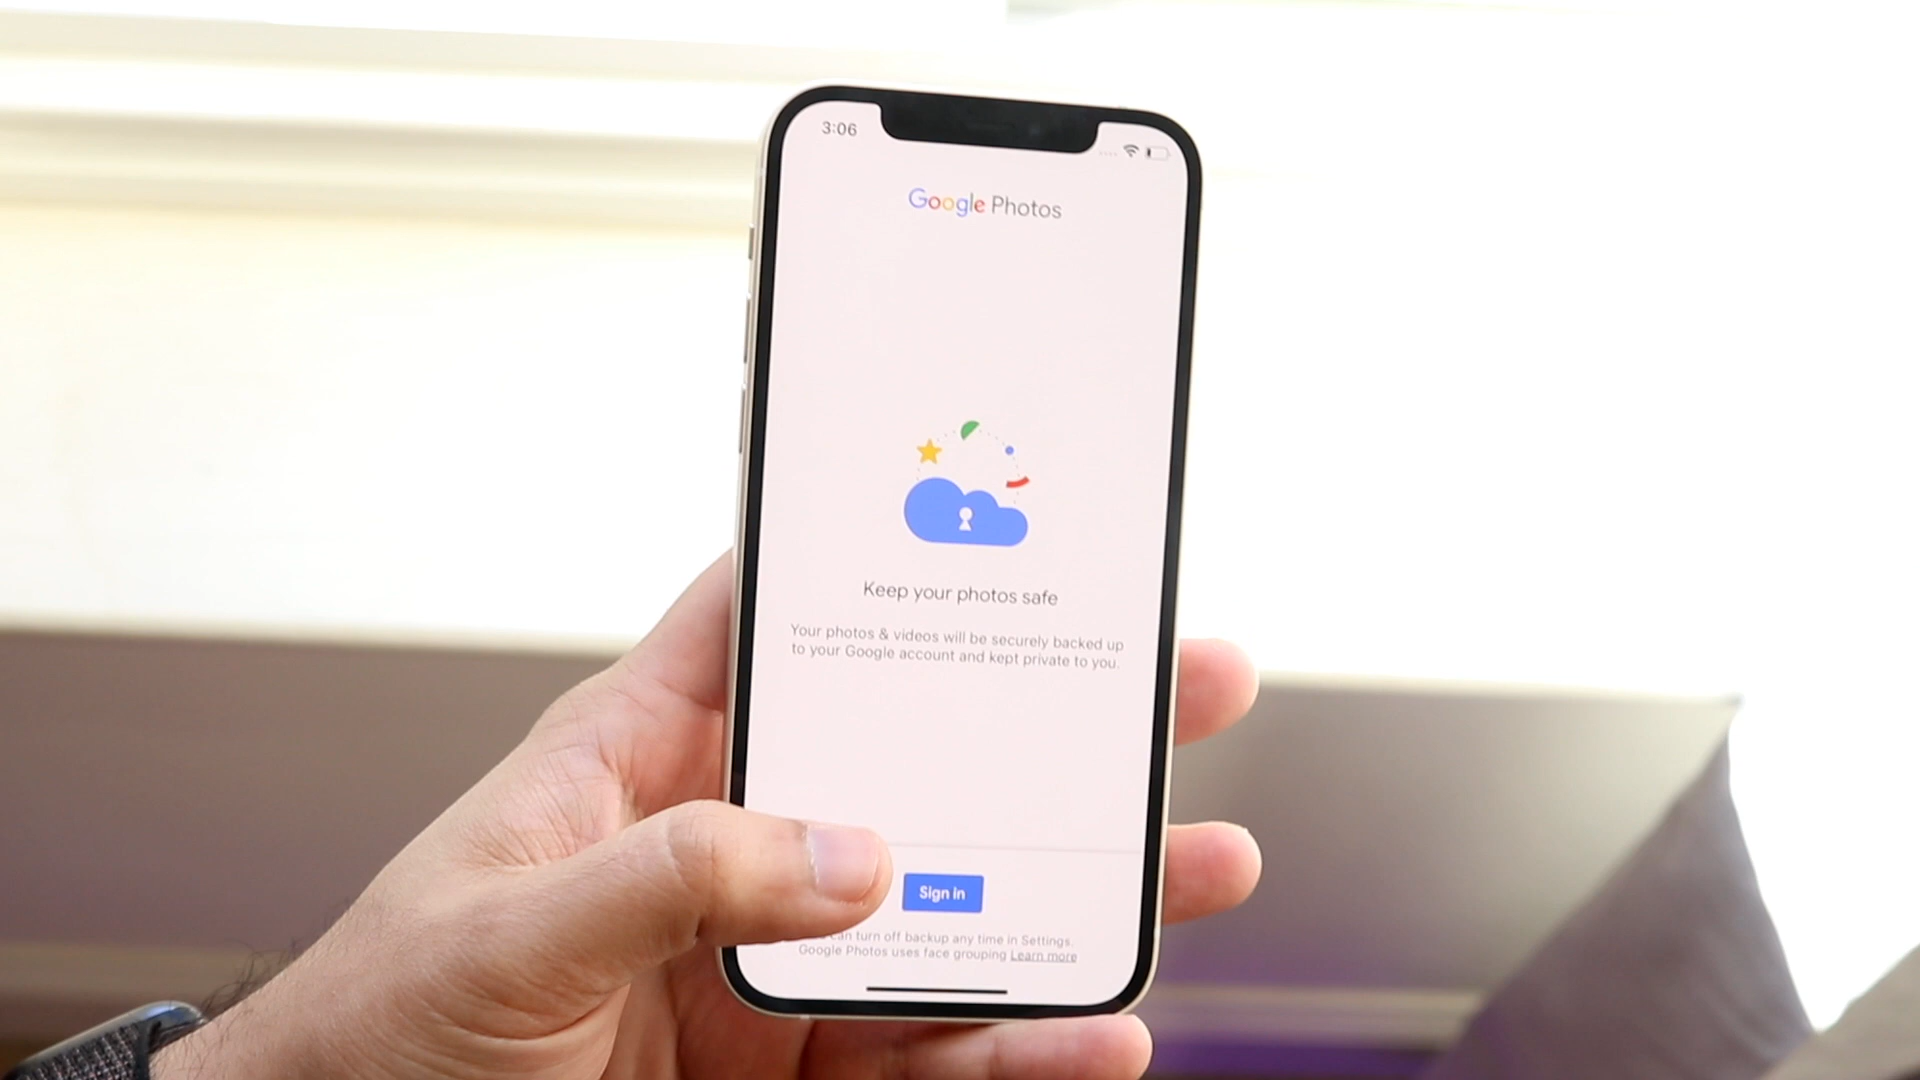 3:06
Google Photos
Keep your photos safe
Your photos & videos will be securely backed up
to your Google account and kept private to you.
Sign in
can turn off backup any time in Settings.
Google Photos uses face grouping Learn more